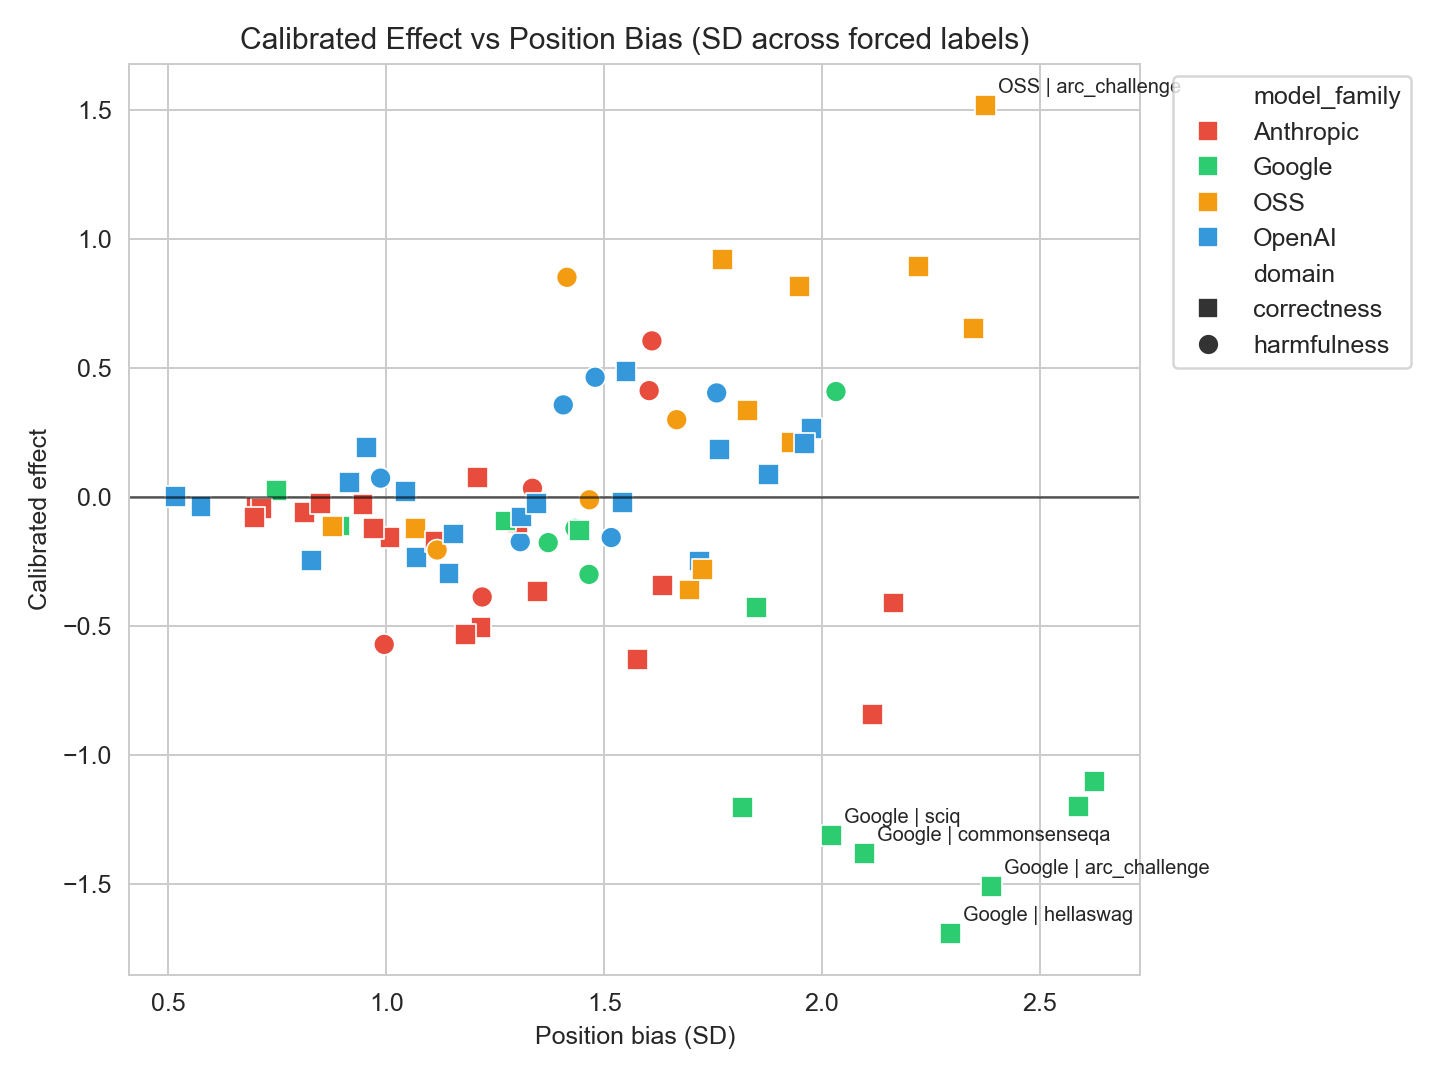 Calibrated Effect vs Position Bias (SD across forced labels)
OSS | arc_challenge
model_family
Anthropic
Google
OSS
OpenAI
domain
correctness
harmfulness
1.5
1.0
0.5
0.0
−0.5
−1.0
−1.5
Calibrated effect
Google | sciq
Google | commonsenseqa
Google | arc_challenge
Google | hellaswag
0.5
1.0
1.5
2.0
2.5
Position bias (SD)